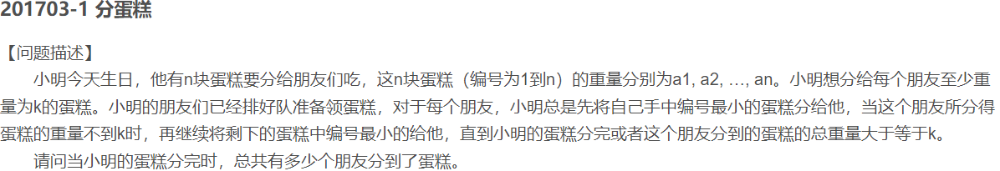 201703-1 分蛋糕
【问题描述】
小明今天生日，他有n块蛋糕要分给朋友们吃，这n块蛋糕（编号为1到n）的重量分别为a1, a2, …, an。小明想分给每个朋友至少重
量为k的蛋糕。小明的朋友们已经排好队准备领蛋糕，对于每个朋友，小明总是先将自己手中编号最小的蛋糕分给他，当这个朋友所分得
蛋糕的重量不到k时，再继续将剩下的蛋糕中编号最小的给他，直到小明的蛋糕分完或者这个朋友分到的蛋糕的总重量大于等于k。
请问当小明的蛋糕分完时，总共有多少个朋友分到了蛋糕。